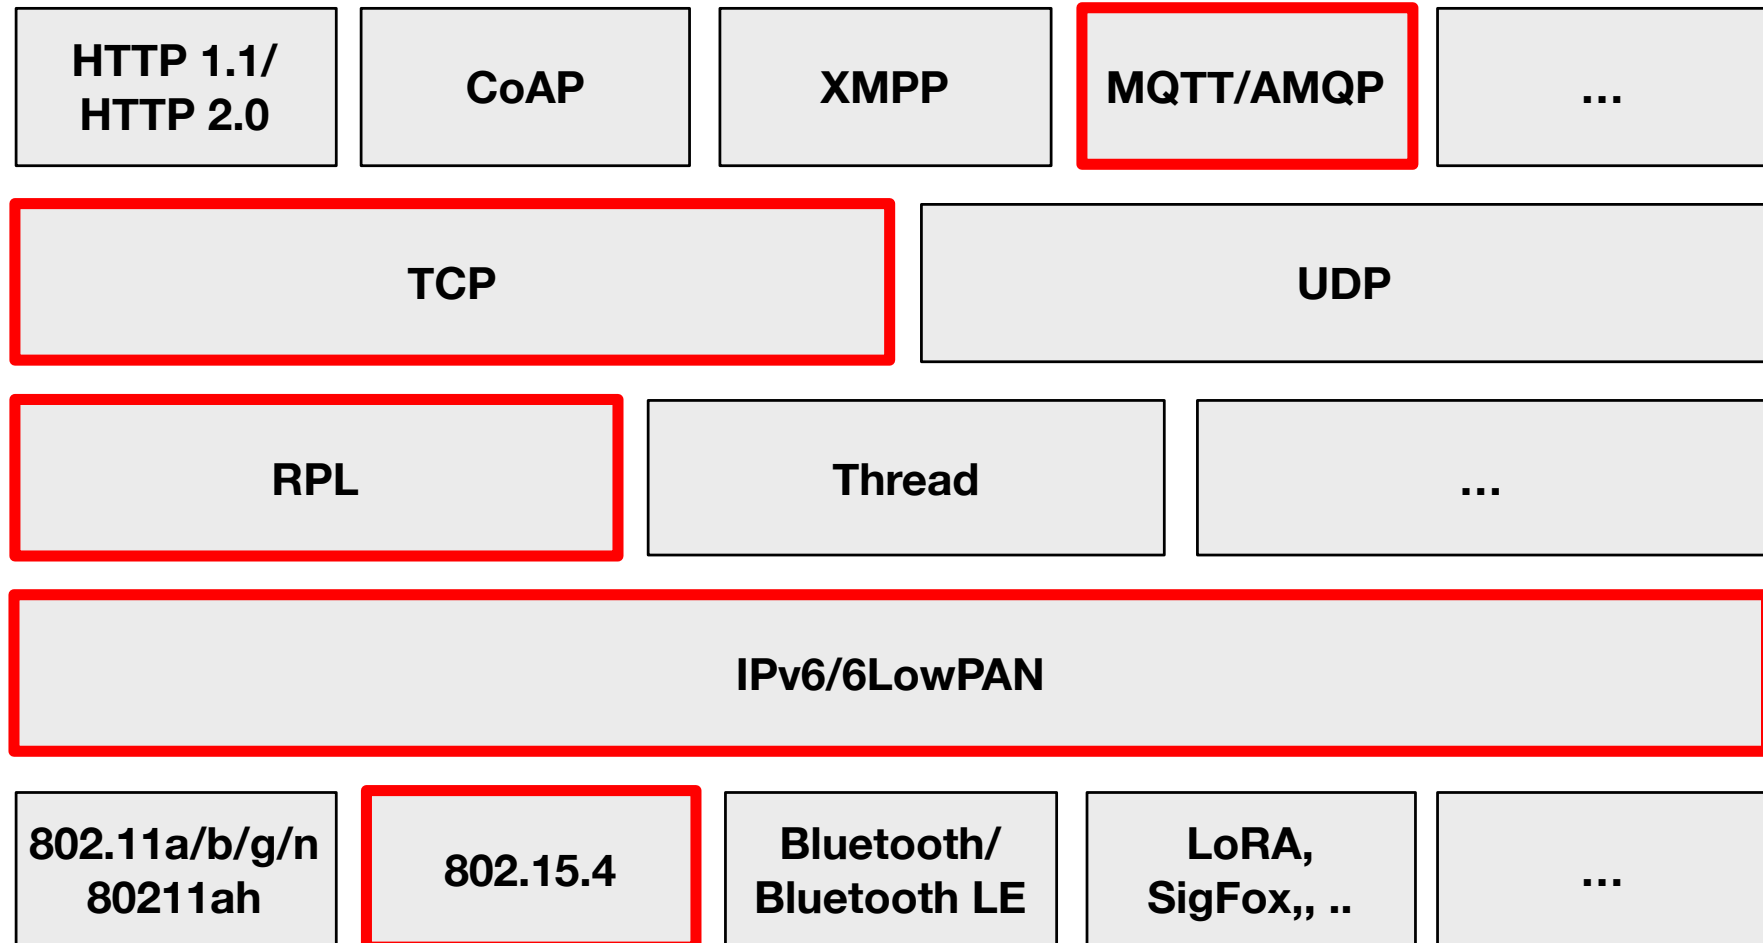 HTTP 1.1/
HTTP 2.0
CoAP
XMPP
MQTT/AMQP
...
TCP
UDP
RPL
Thread
...
IPv6/6LowPAN
802.11a/b/g/n
80211ah
802.15.4
Bluetooth/
Bluetooth LE
LoRA,
SigFox,, ..
...